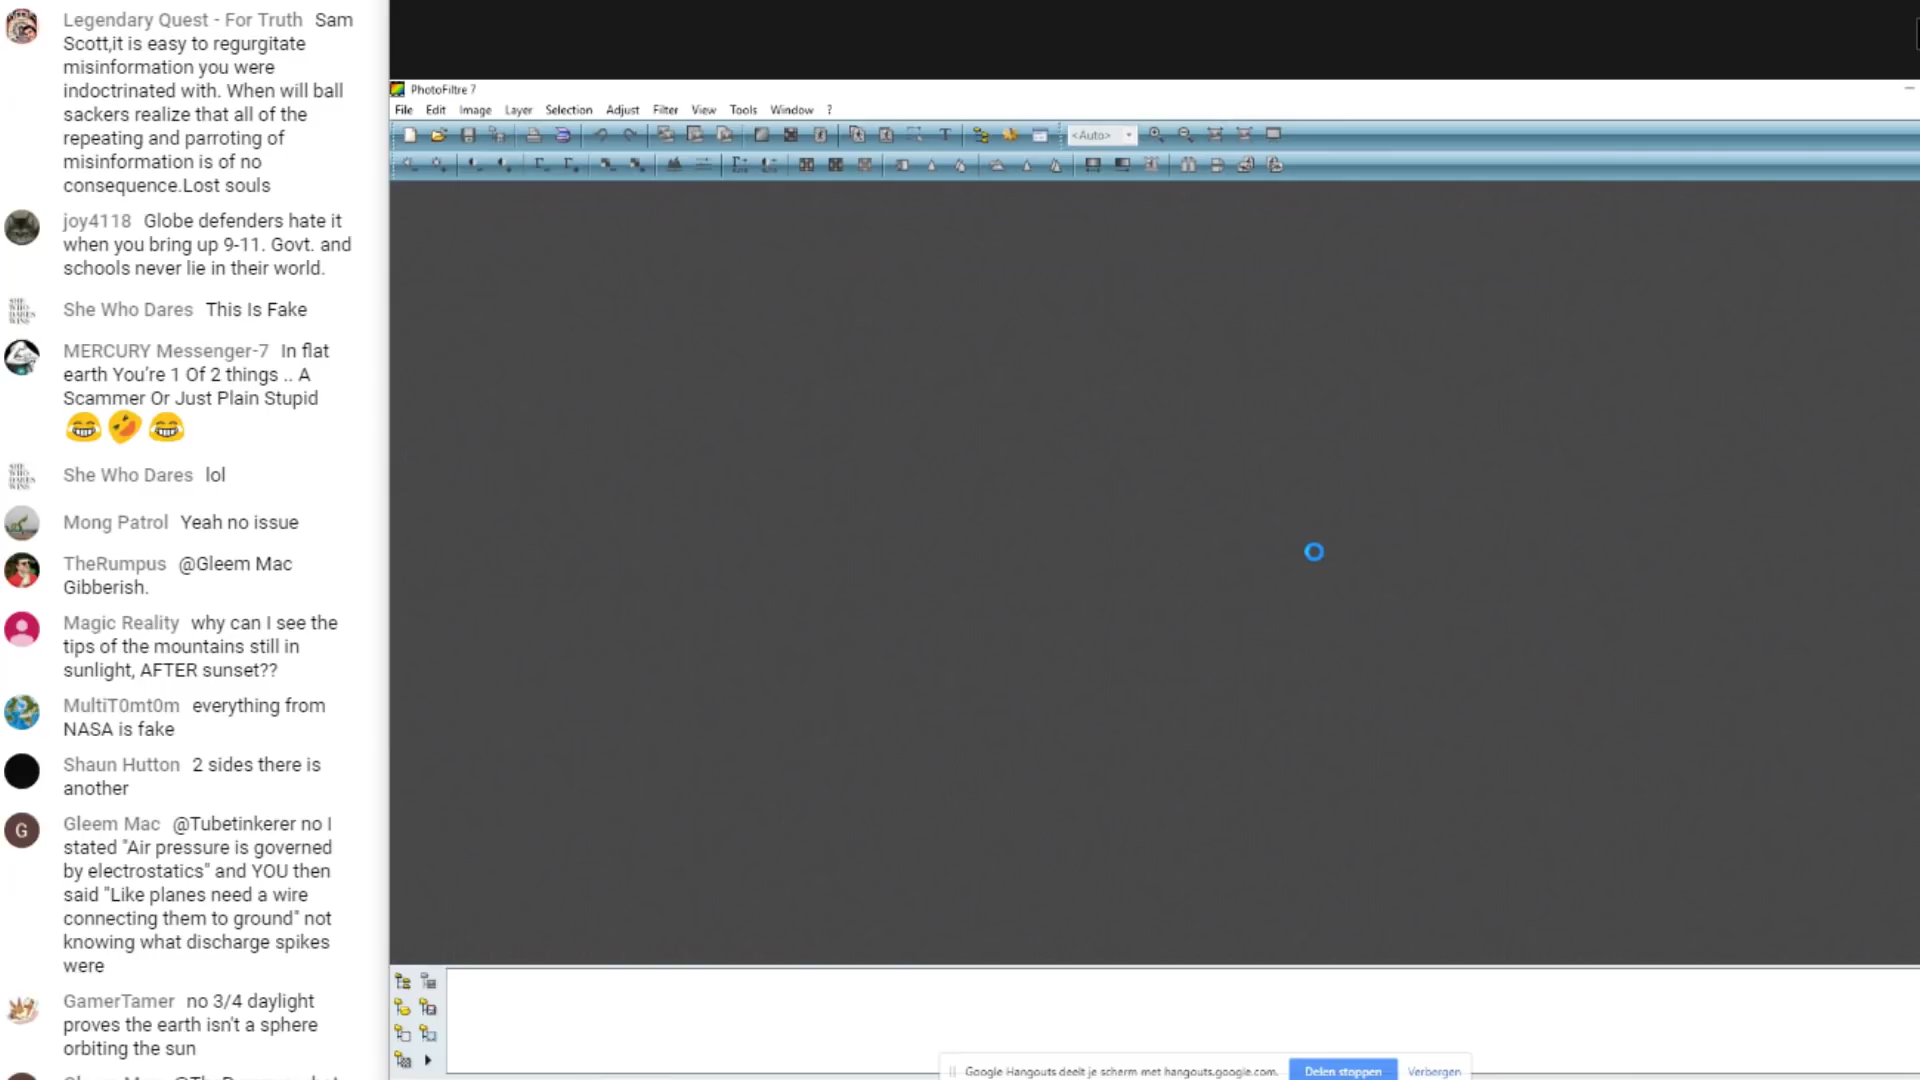 Legendary Quest - For Truth Sam
Scott,it is easy to regurgitate
misinformation you were
indoctrinated with. When will ball
sackers realize that all of the
repeating and parroting of
misinformation is of no
consequence.Lost souls
joy4118 Globe defenders hate it
when you bring up 9-11. Govt. and
schools never lie in their world.
She Who Dares This Is Fake
MERCURY Messenger-7 In flat
earth You’re 1 Of 2 things .. A
Scammer Or Just Plain Stupid
She Who Dares lol
Mong Patrol Yeah no issue
TheRumpus @Gleem Mac
Gibberish.
Magic Reality why can I see the
tips of the mountains still in
sunlight, AFTER sunset??
MultiT0mt0m everything from
NASA is fake
Shaun Hutton 2 sides there is
another
G
Gleem Mac @Tubetinkerer no I
stated "Air pressure is governed
by electrostatics" and YOU then
said "Like planes need a wire
connecting them to ground" not
knowing what discharge spikes
were
GamerTamer no 3/4 daylight
proves the earth isn't a sphere
orbiting the sun
PhotoFiltre 7
File Edit Image Layer Selection Adjust Filter View Tools Window ?
<Auto>
Google Hangouts deelt je scherm met hangouts.google.com. Delen stoppen Verbergen